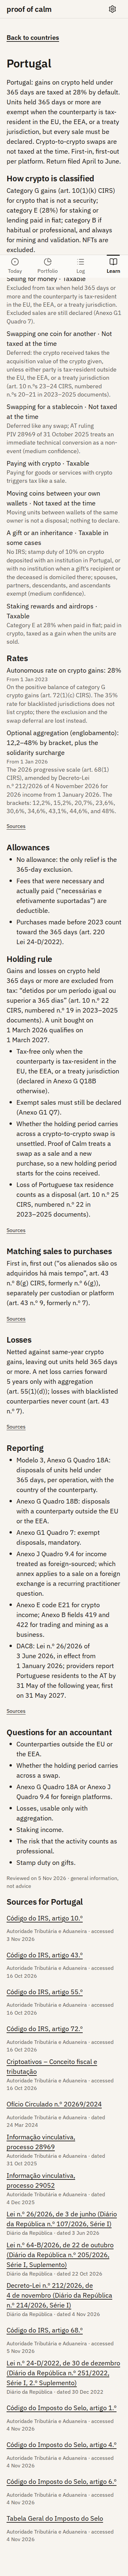 proof of calm
Back to countries
Portugal
Portugal: gains on crypto held under
365 days are taxed at 28% by default.
Units held 365 days or more are
exempt when the counterparty is tax-
resident in the EU, the EEA, or a treaty
jurisdiction, but every sale must be
declared. Crypto-to-crypto swaps are
not taxed at the time. First-in, first-out
per platform. Return filed April to June.
How crypto is classified
Category G gains (art. 10(1)(k) CIRS)
for crypto that is not a security;
category E (28%) for staking or
lending paid in fiat; category B if
crypto is a business or profession, and always
for mining and validation. NFTs are
excluded.
Today
Portfolio
Log
Learn
Selling for money · Taxable
Excluded from tax when held 365 days or
more and the counterparty is tax-resident
in the EU, the EEA, or a treaty jurisdiction.
Excluded sales are still declared (Anexo G1
Quadro 7).
Swapping one coin for another · Not
taxed at the time
Deferred: the crypto received takes the
acquisition value of the crypto given,
unless either party is resident outside
the EU, the EEA, or a treaty jurisdiction
(art. 10 n.ºs 23–24 CIRS, numbered
n.ºs 20–21 in 2023–2025 documents).
Swapping for a stablecoin · Not taxed
at the time
Deferred like any swap; AT ruling
PIV 28969 of 31 October 2025 treats an
immediate technical conversion as a non-
event (medium confidence).
Paying with crypto · Taxable
Paying for goods or services with crypto
triggers tax like a sale.
Moving coins between your own
wallets · Not taxed at the time
Moving units between wallets of the same
owner is not a disposal; nothing to declare.
A gift or an inheritance · Taxable in
some cases
Stamp duty of 10% on crypto
deposited with an institution in Portugal, or
with no institution when a gift's recipient or
the deceased is domiciled there; spouses,
partners, descendants, and ascendants
exempt (medium confidence).
Staking rewards and airdrops ·
Taxable
Category E at 28% when paid in fiat; paid in
crypto, taxed as a gain when the units are
sold.
Rates
Autonomous rate on crypto gains: 28%
From 1 Jan 2023
On the positive balance of category G
crypto gains (art. 72(1)(c) CIRS). The 35%
rate for blacklisted jurisdictions does not
list crypto; there the exclusion and the
swap deferral are lost instead.
Optional aggregation (englobamento):
12,2–48% by bracket, plus the
solidarity surcharge
From 1 Jan 2026
The 2026 progressive scale (art. 68(1)
CIRS), amended by Decreto-Lei
n.º 212/2026 of 4 November 2026 for
2026 income from 1 January 2026. The
brackets: 12,2%, 15,2%, 20,7%, 23,6%,
30,6%, 34,6%, 43,1%, 44,6%, and 48%.
Sources
Allowances
No allowance: the only relief is the
365-day exclusion.
Fees that were necessary and
actually paid (“necessárias e
efetivamente suportadas”) are
deductible.
Purchases made before 2023 count
toward the 365 days (art. 220
Lei 24-D/2022).
Holding rule
Gains and losses on crypto held
365 days or more are excluded from
tax: “detidos por um período igual ou
superior a 365 dias” (art. 10 n.º 22
CIRS, numbered n.º 19 in 2023–2025
documents). A unit bought on
1 March 2026 qualifies on
1 March 2027.
Tax-free only when the
counterparty is tax-resident in the
EU, the EEA, or a treaty jurisdiction
(declared in Anexo G Q18B
otherwise).
Exempt sales must still be declared
(Anexo G1 Q7).
Whether the holding period carries
across a crypto-to-crypto swap is
unsettled. Proof of Calm treats a
swap as a sale and a new
purchase, so a new holding period
starts for the coins received.
Loss of Portuguese tax residence
counts as a disposal (art. 10 n.º 25
CIRS, numbered n.º 22 in
2023–2025 documents).
Sources
Matching sales to purchases
First in, first out (“os alienados são os
adquiridos há mais tempo”, art. 43
n.º 8(g) CIRS, formerly n.º 6(g)),
separately per custodian or platform
(art. 43 n.º 9, formerly n.º 7).
Sources
Losses
Netted against same-year crypto
gains, leaving out units held 365 days
or more. A net loss carries forward
5 years only with aggregation
(art. 55(1)(d)); losses with blacklisted
counterparties never count (art. 43
n.º 7).
Sources
Reporting
Modelo 3, Anexo G Quadro 18A:
disposals of units held under
365 days, per operation, with the
country of the counterparty.
Anexo G Quadro 18B: disposals
with a counterparty outside the EU
or the EEA.
Anexo G1 Quadro 7: exempt
disposals, mandatory.
Anexo J Quadro 9.4 for income
treated as foreign-sourced; which
annex applies to a sale on a foreign
exchange is a recurring practitioner
question.
Anexo E code E21 for crypto
income; Anexo B fields 419 and
422 for trading and mining as a
business.
DAC8: Lei n.º 26/2026 of
3 June 2026, in effect from
1 January 2026; providers report
Portuguese residents to the AT by
31 May of the following year, first
on 31 May 2027.
Sources
Questions for an accountant
Counterparties outside the EU or
the EEA.
Whether the holding period carries
across a swap.
Anexo G Quadro 18A or Anexo J
Quadro 9.4 for foreign platforms.
Losses, usable only with
aggregation.
Staking income.
The risk that the activity counts as
professional.
Stamp duty on gifts.
Reviewed on 5 Nov 2026 · general information,
not advice
Sources for Portugal
Código do IRS, artigo 10.º
Autoridade Tributária e Aduaneira · accessed
3 Nov 2026
Código do IRS, artigo 43.º
Autoridade Tributária e Aduaneira · accessed
16 Oct 2026
Código do IRS, artigo 55.º
Autoridade Tributária e Aduaneira · accessed
16 Oct 2026
Código do IRS, artigo 72.º
Autoridade Tributária e Aduaneira · accessed
16 Oct 2026
Criptoativos – Conceito fiscal e
tributação
Autoridade Tributária e Aduaneira · accessed
16 Oct 2026
Ofício Circulado n.º 20269/2024
Autoridade Tributária e Aduaneira · dated
24 Mar 2024
Informação vinculativa,
processo 28969
Autoridade Tributária e Aduaneira · dated
31 Oct 2025
Informação vinculativa,
processo 29052
Autoridade Tributária e Aduaneira · dated
4 Dec 2025
Lei n.º 26/2026, de 3 de junho (Diário
da República n.º 107/2026, Série I)
Diário da República · dated 3 Jun 2026
Lei n.º 64-B/2026, de 22 de outubro
(Diário da República n.º 205/2026,
Série I, Suplemento)
Diário da República · dated 22 Oct 2026
Decreto-Lei n.º 212/2026, de
4 de novembro (Diário da República
n.º 214/2026, Série I)
Diário da República · dated 4 Nov 2026
Código do IRS, artigo 68.º
Autoridade Tributária e Aduaneira · accessed
5 Nov 2026
Lei n.º 24-D/2022, de 30 de dezembro
(Diário da República n.º 251/2022,
Série I, 2.º Suplemento)
Diário da República · dated 30 Dec 2022
Código do Imposto do Selo, artigo 1.º
Autoridade Tributária e Aduaneira · accessed
4 Nov 2026
Código do Imposto do Selo, artigo 4.º
Autoridade Tributária e Aduaneira · accessed
4 Nov 2026
Código do Imposto do Selo, artigo 6.º
Autoridade Tributária e Aduaneira · accessed
4 Nov 2026
Tabela Geral do Imposto do Selo
Autoridade Tributária e Aduaneira · accessed
4 Nov 2026